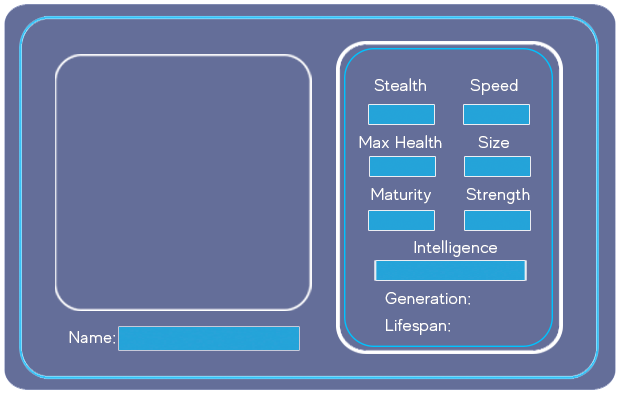 Stealth Speed
Max Health Size
Maturity Strength
Intelligence
Generation:
Lifespan:
Name: